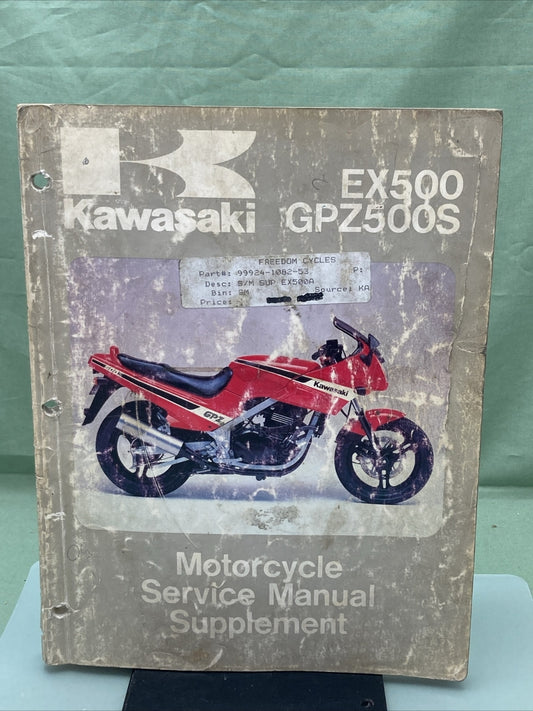 Kawasaki
EX500
GPZ500S
FREEDOM CYCLES
Part#: 99924-1082-53 P:
Desc: S/M SUP EX500A
Bin: SM Source: KA
Price:
Kawasaki
GPZ
Motorcycle
Service Manual
Supplement